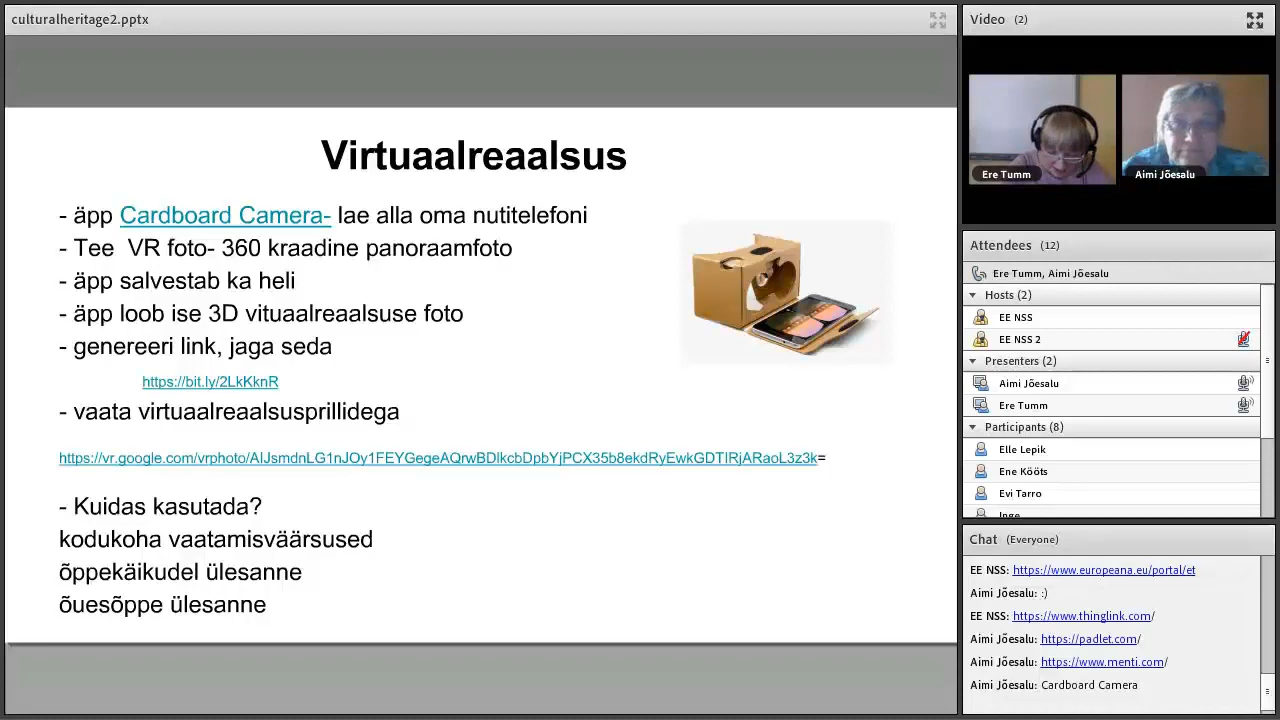 culturalheritage2.pptx
Virtuaalreaalsus
- äpp Cardboard Camera- lae alla oma nutitelefoni
- Tee VR foto- 360 kraadine panoraamfoto
- äpp salvestab ka heli
- äpp loob ise 3D vituaalreaalsuse foto
- genereeri link, jaga seda
https://bit.ly/2LkKknR
- vaata virtuaalreaalsusprillidega
https://vr.google.com/vrphoto/AIJsmdnLG1nJOy1FEYGegeAQrwBDlkcbDpbYjPCX35b8ekdRyEwkGDTIRjARaoL3z3k=
- Kuidas kasutada?
kodukoha vaatamisväärsused
õppekäikudel ülesanne
õuesõppe ülesanne
Video (2)
Ere Tumm
Aimi Jõesalu
Attendees (12)
Ere Tumm, Aimi Jõesalu
Hosts (2)
EE NSS
EE NSS 2
Presenters (2)
Aimi Jõesalu
Ere Tumm
Participants (8)
Elle Lepik
Ene Kööts
Evi Tarro
Inge
Chat (Everyone)
EE NSS: https://www.europeana.eu/portal/et
Aimi Jõesalu: :)
EE NSS: https://www.thinglink.com/
Aimi Jõesalu: https://padlet.com/
Aimi Jõesalu: https://www.menti.com/
Aimi Jõesalu: Cardboard Camera